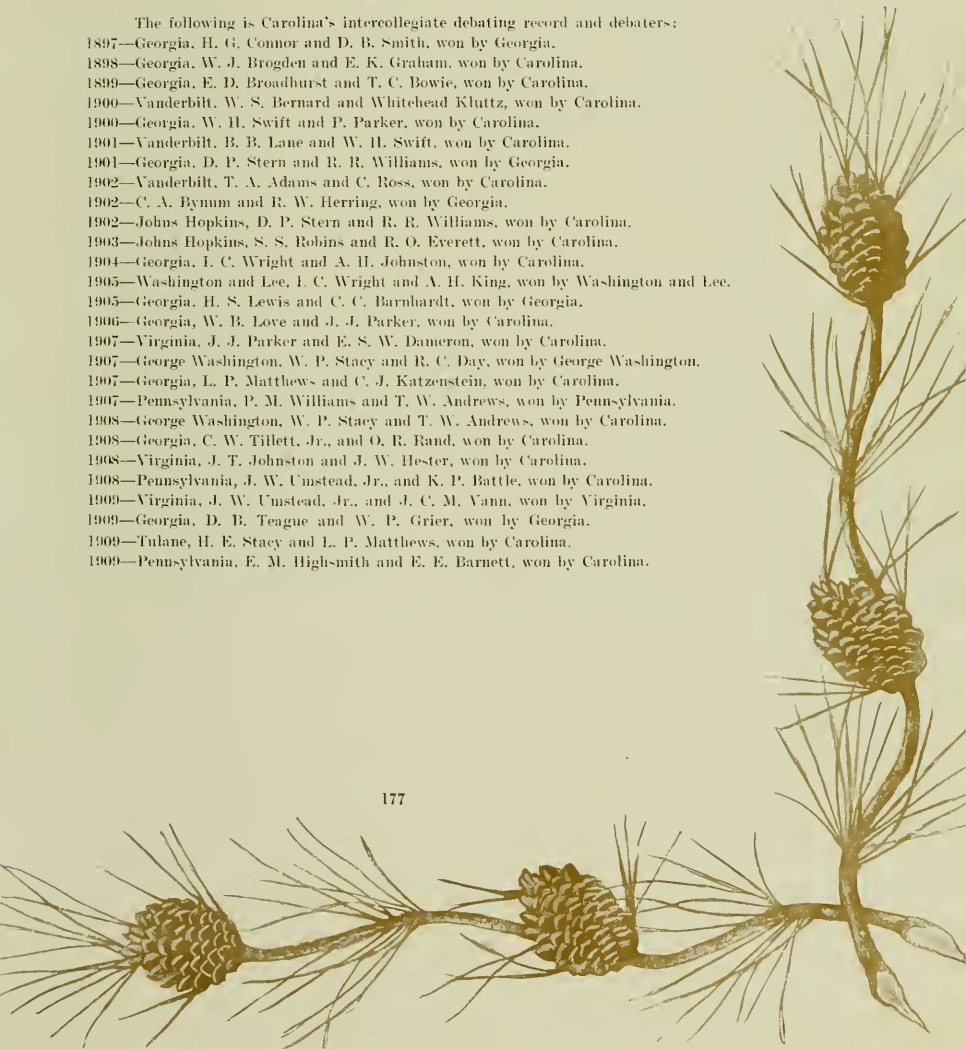 The following is Carolina's intercollegiate debating record and debaters:
1897—Georgia, H. G. Connor and D. B. Smith, won by Georgia.
1898—Georgia, W. J. Brogden and E. K. Graham, won by Carolina.
1899—Georgia, E. D. Broadhurst and T. C. Bowie, won by Carolina.
1900—Vanderbilt, W. S. Bernard and Whitehead Kluttz, won by Carolina.
1900—Georgia, W. H. Swift and P. Parker, won by Carolina.
1901—Vanderbilt, B. B. Lane and W. H. Swift, won by Carolina.
1901—Georgia, D. P. Stern and R. R. Williams, won by Georgia.
1902—Vanderbilt, T. A. Adams and C. Ross, won by Carolina.
1902—C. A. Bynum and R. W. Herring, won by Georgia.
1902—Johns Hopkins, D. P. Stern and R. R. Williams, won by Carolina.
1903—Johns Hopkins, S. S. Robins and R. O. Everett, won by Carolina.
1904—Georgia, I. C. Wright and A. H. Johnston, won by Carolina.
1905—Washington and Lee, I. C. Wright and A. H. King, won by Washington and Lee.
1905—Georgia, H. S. Lewis and C. C. Barnhardt, won by Georgia.
1906—Georgia, W. B. Love and J. J. Parker, won by Carolina.
1907—Virginia, J. J. Parker and E. S. W. Dameron, won by Carolina.
1907—George Washington, W. P. Stacy and R. C. Day, won by George Washington.
1907—Georgia, L. P. Matthews and C. J. Katzenstein, won by Carolina.
1907—Pennsylvania, P. M. Williams and T. W. Andrews, won by Pennsylvania.
1908—George Washington, W. P. Stacy and T. W. Andrews, won by Carolina.
1908—Georgia, C. W. Tillett, Jr., and O. R. Rand, won by Carolina.
1908—Virginia, J. T. Johnston and J. W. Hester, won by Carolina.
1908—Pennsylvania, J. W. Umstead, Jr., and K. P. Battle, won by Carolina.
1909—Virginia, J. W. Umstead, Jr., and J. C. M. Vann, won by Virginia.
1909—Georgia, D. B. Teague and W. P. Grier, won by Georgia.
1909—Tulane, H. E. Stacy and L. P. Matthews, won by Carolina.
1909—Pennsylvania, E. M. Highsmith and E. E. Barnett, won by Carolina.
177